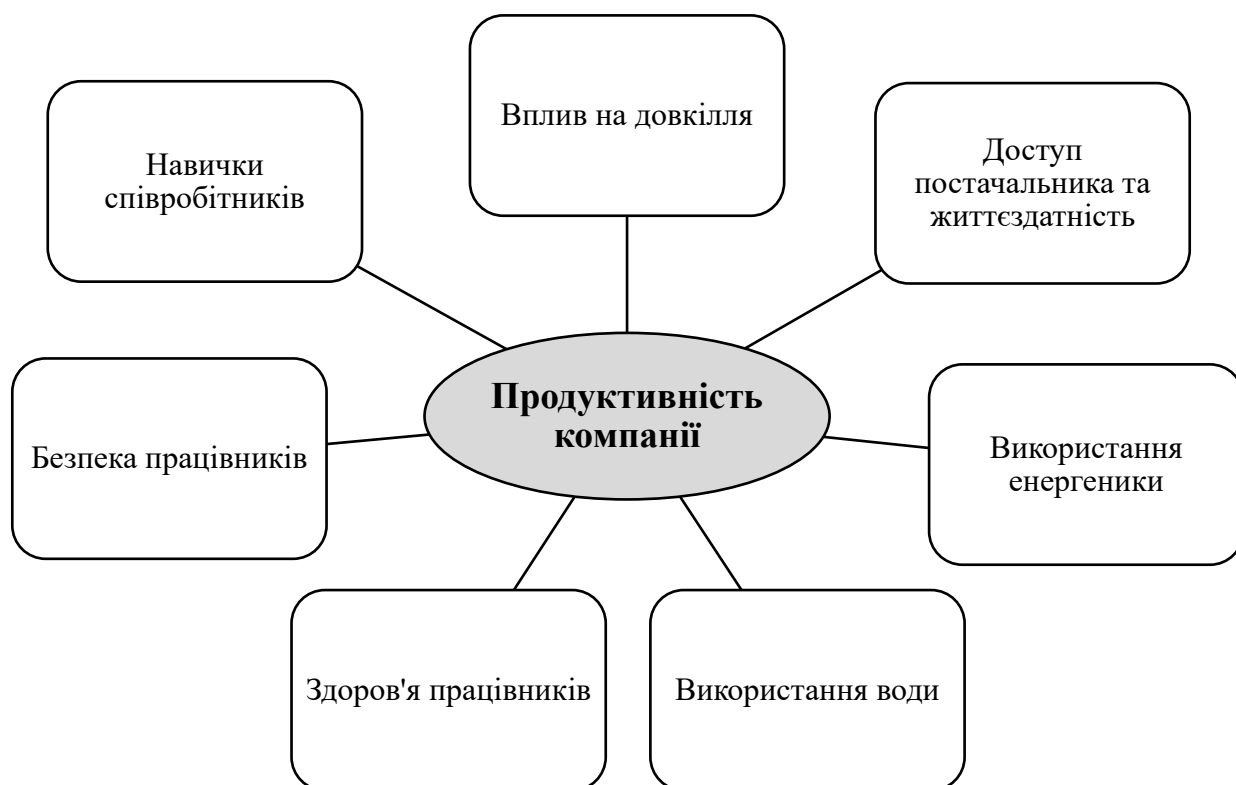 Вплив на довкілля
Навички
співробітників
Доступ
постачальника та
життєздатність
Продуктивність
компанії
Безпека працівників
Використання
енергеники
Здоров'я працівників
Використання води